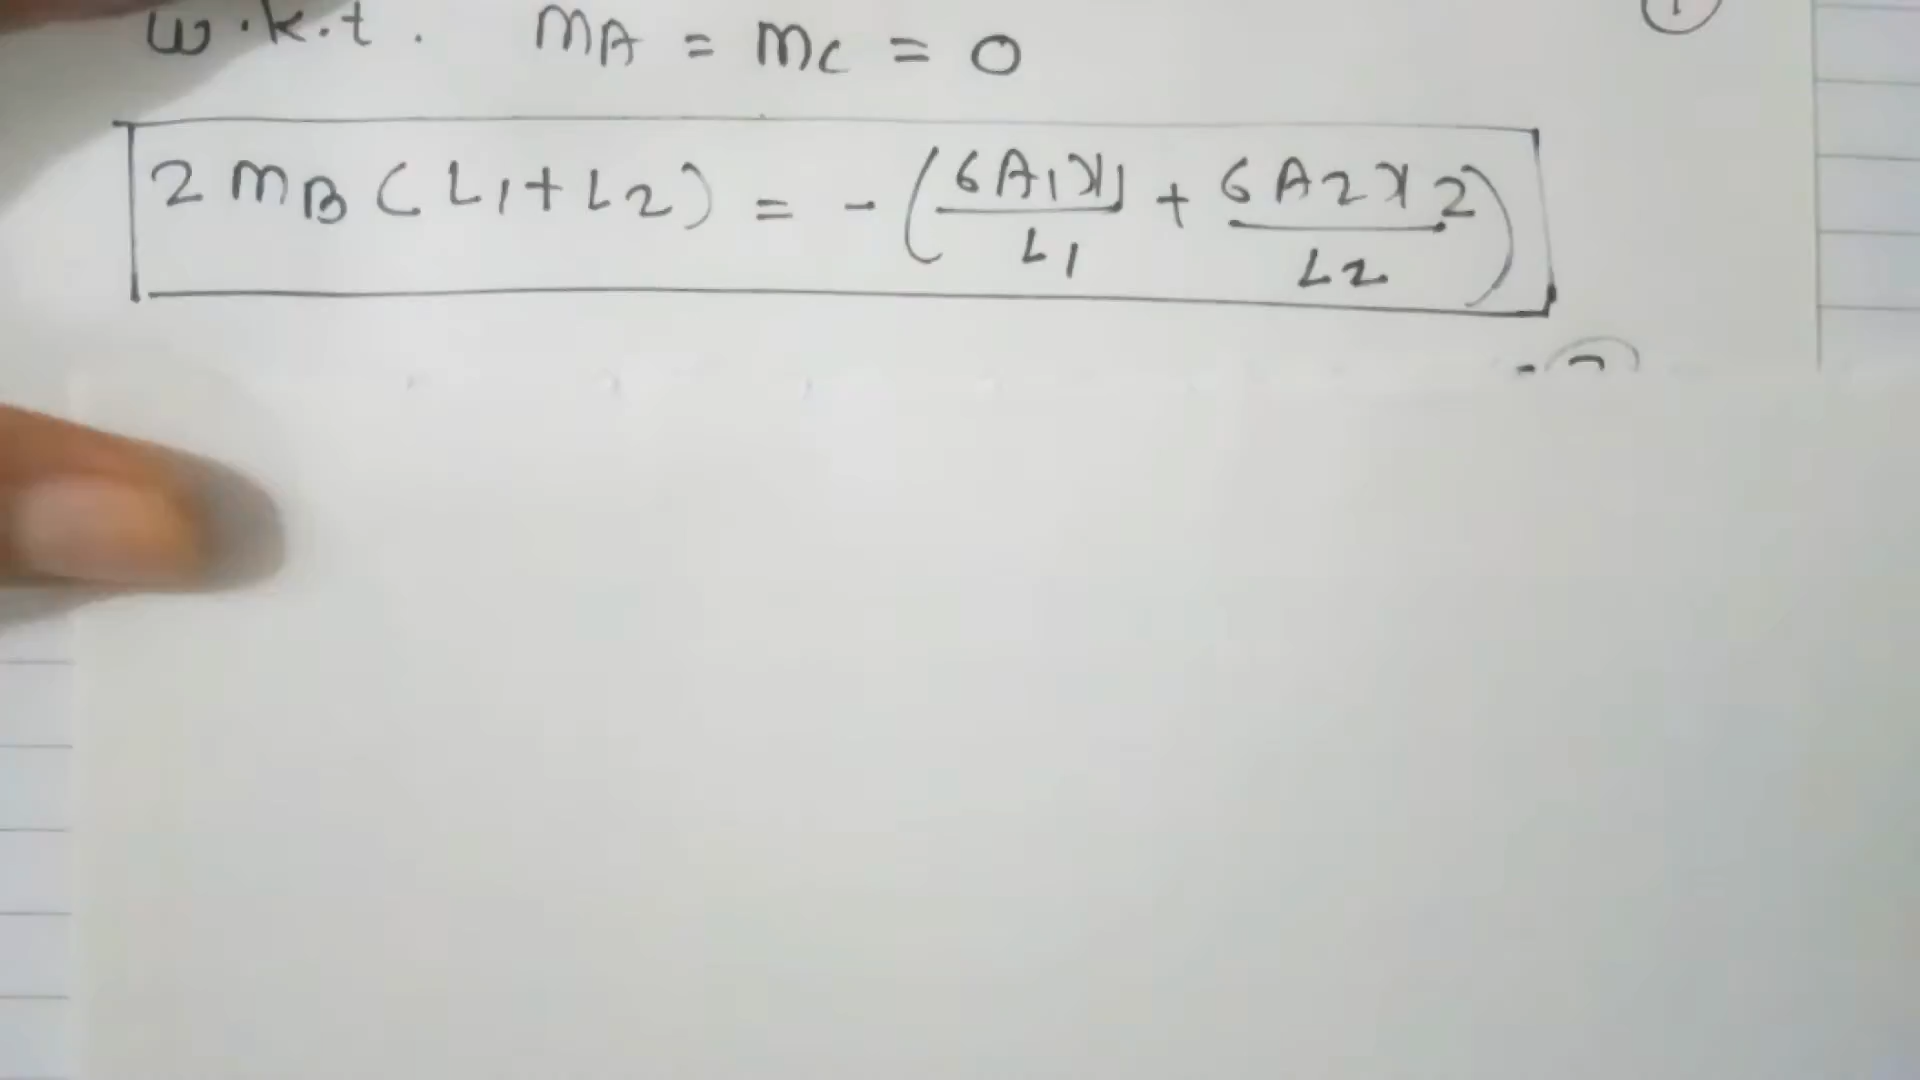 w.k.t. MA = MC = 0
2 MB (L1 + L2) = - (6A1x1/L1 + 6A2x2/L2)